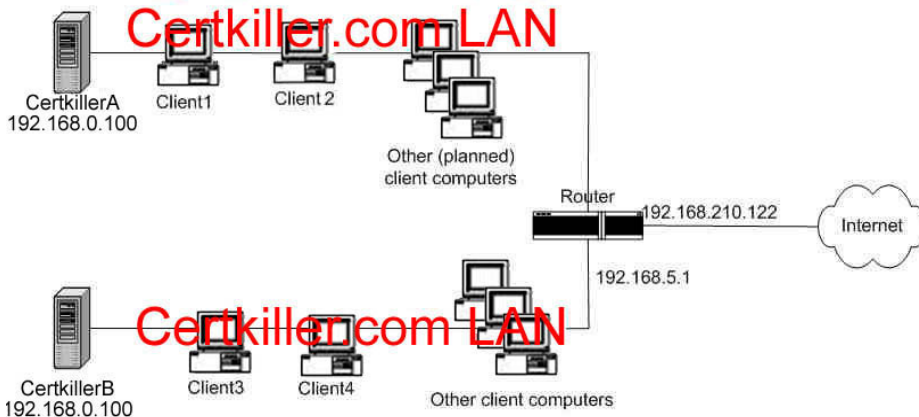 Certkiller.com LAN
CertkillerA
192.168.0.100
Client1
Client 2
Other (planned)
client computers
Router
192.168.210.122
Internet
192.168.5.1
Certkiller.com LAN
CertkillerB
192.168.0.100
Client3
Client4
Other client computers